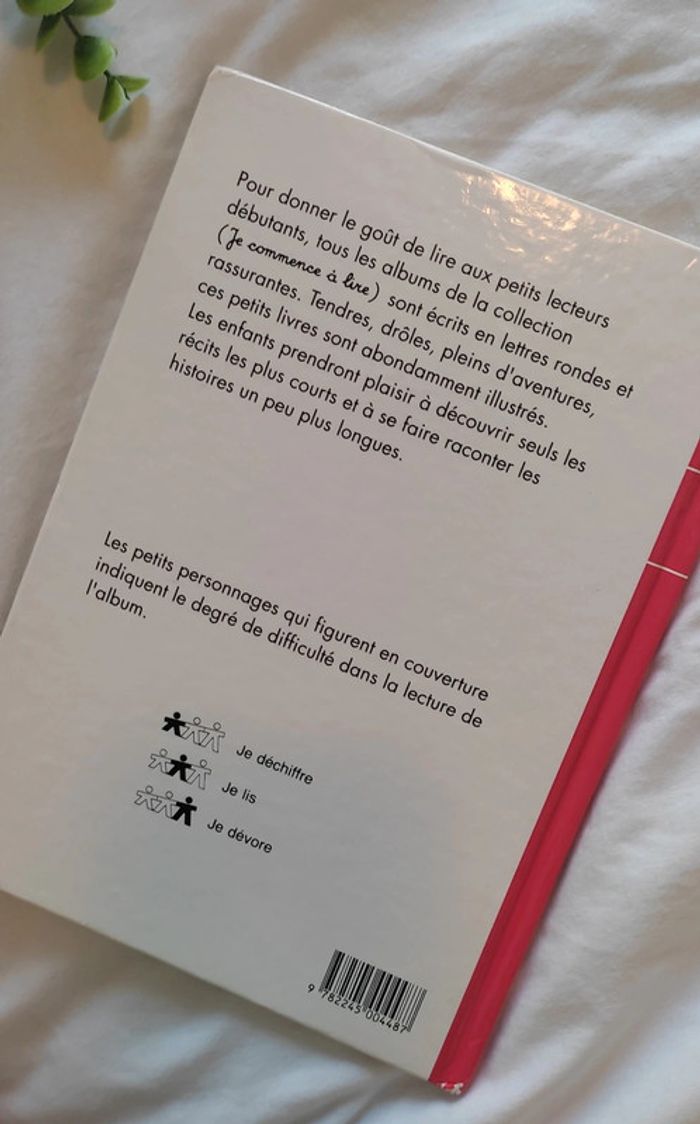 Pour donner le goût de lire aux petits lecteurs
débutants, tous les albums de la collection
(Je commence à lire) sont écrits en lettres rondes et
rassurantes. Tendres, drôles, pleins d'aventures,
ces petits livres sont abondamment illustrés.
Les enfants prendront plaisir à découvrir seuls les
récits les plus courts et à se faire raconter les
histoires un peu plus longues.
Les petits personnages qui figurent en couverture
indiquent le degré de difficulté dans la lecture de
l'album.
Je déchiffre
Je lis
Je dévore
9 782245 004487